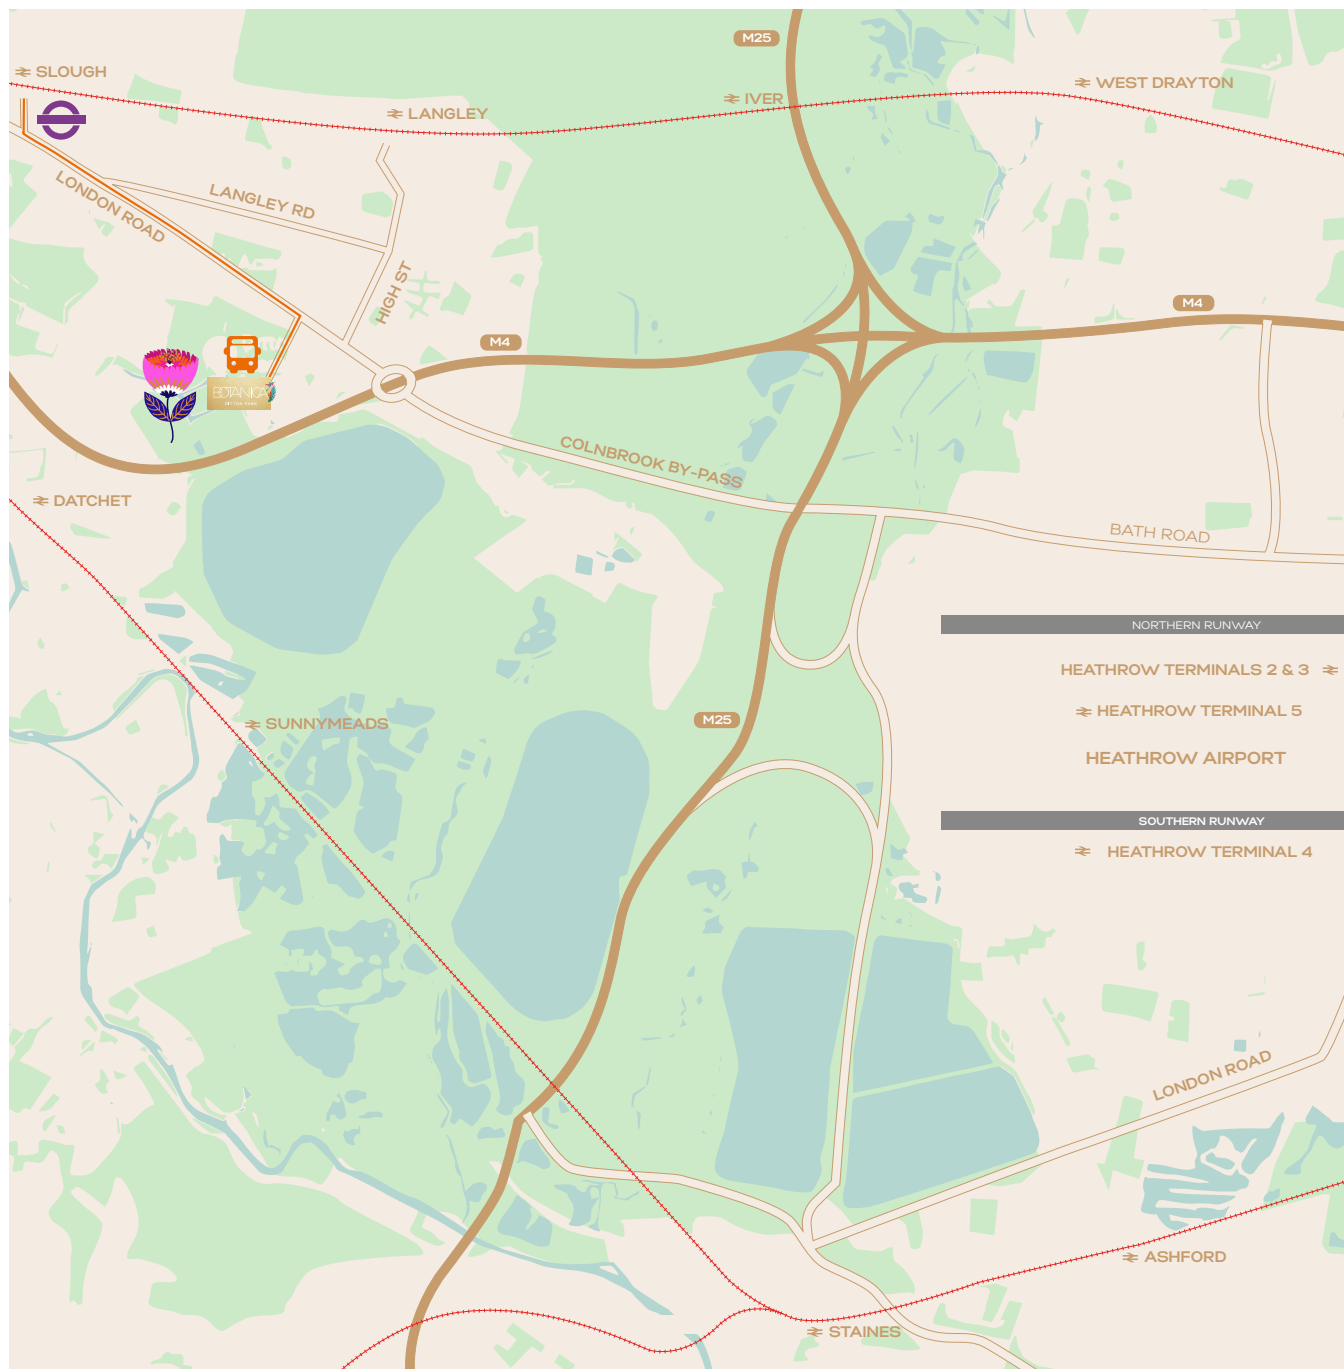 M25
SLOUGH
WEST DRAYTON
IVER
LANGLEY
LONDON ROAD
LANGLEY RD
HIGH ST
M4
M4
BOTANICA
DITTON PARK
COLNBROOK BY-PASS
DATCHET
BATH ROAD
NORTHERN RUNWAY
HEATHROW TERMINALS 2 & 3
HEATHROW TERMINAL 5
M25
SUNNYMEADS
HEATHROW AIRPORT
SOUTHERN RUNWAY
HEATHROW TERMINAL 4
LONDON ROAD
ASHFORD
STAINES